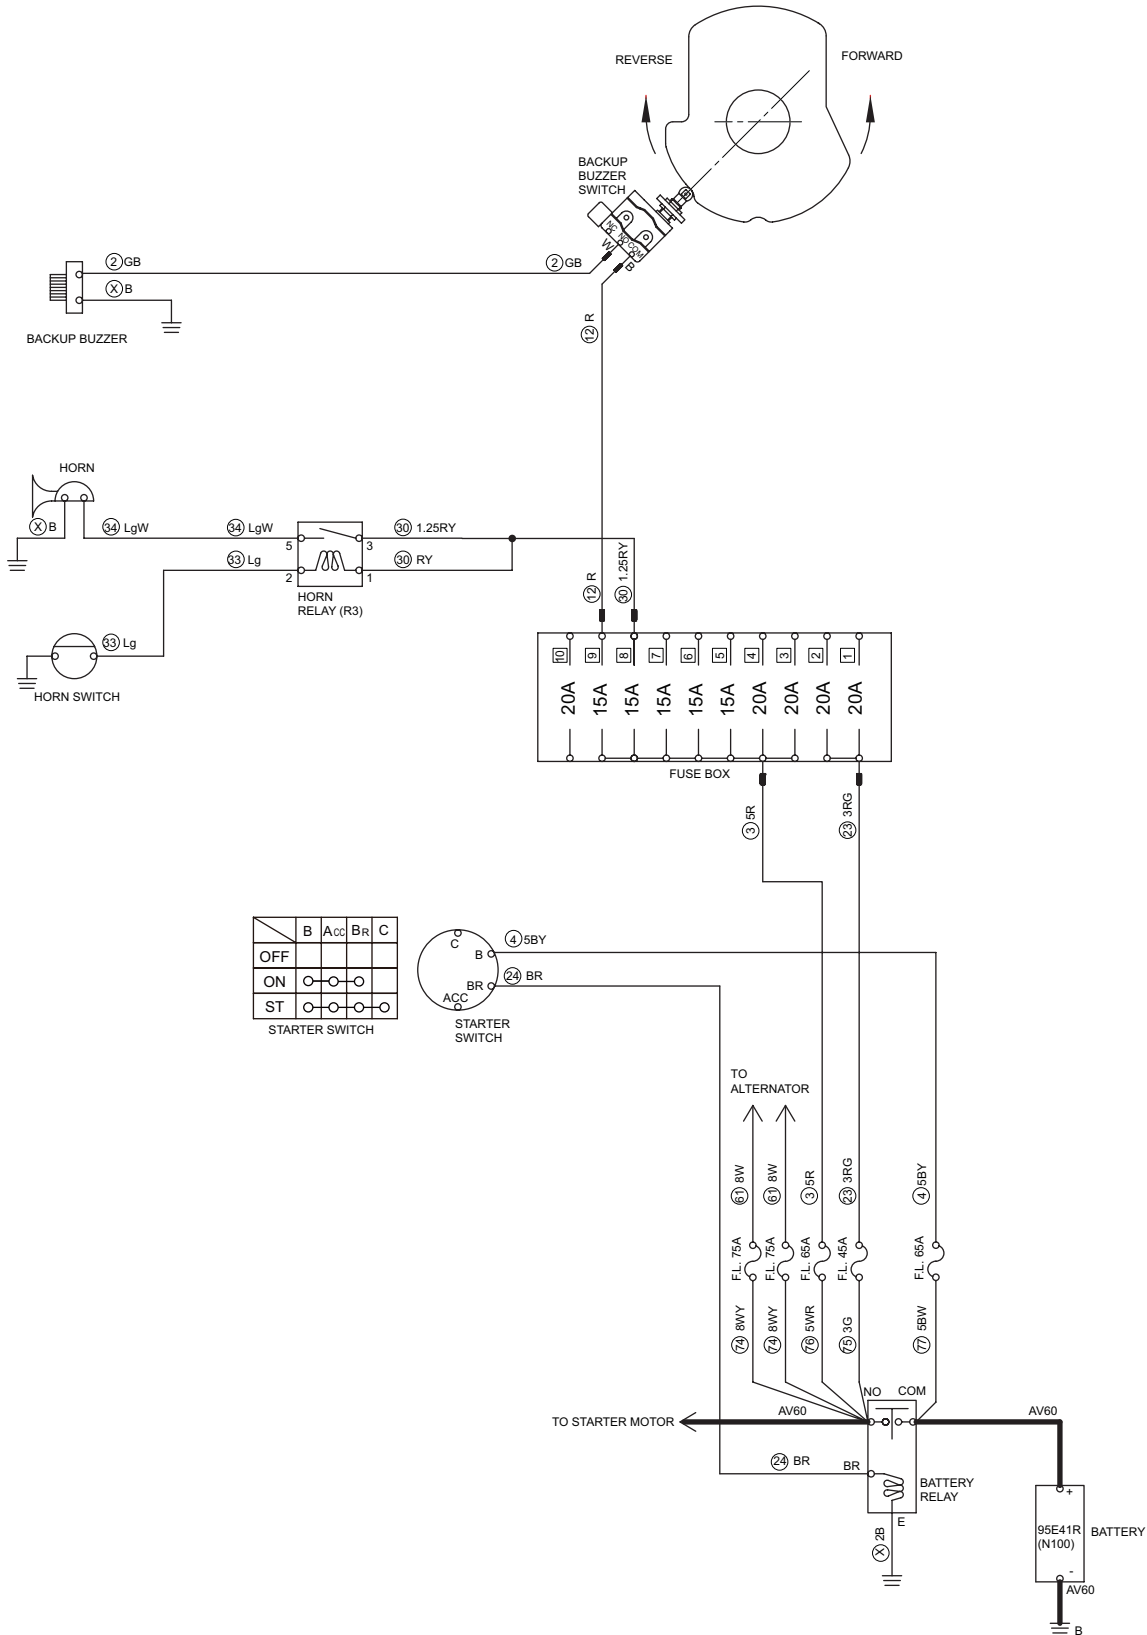 REVERSE
FORWARD
BACKUP
BUZZER
SWITCH
NC
NO
COM
W
B
2 GB
2 GB
X B
BACKUP BUZZER
12 R
HORN
X B
34 LgW
34 LgW
30 1.25RY
5
3
33 Lg
30 RY
2
1
HORN
RELAY (R3)
12 R
30 1.25RY
33 Lg
HORN SWITCH
10
9
8
7
6
5
4
3
2
1
20A
15A
15A
15A
15A
15A
20A
20A
20A
20A
FUSE BOX
3 5R
23 3RG
B
ACC
BR
C
OFF
ON
ST
STARTER SWITCH
C
B
BR
ACC
4 5BY
24 BR
STARTER
SWITCH
TO
ALTERNATOR
61 8W
61 8W
3 5R
23 3RG
4 5BY
F.L. 75A
F.L. 75A
F.L. 65A
F.L. 45A
F.L. 65A
74 8WY
74 8WY
76 5WR
75 3G
77 5BW
NO
COM
TO STARTER MOTOR
AV60
AV60
24 BR
BR
BATTERY
RELAY
E
X 2B
+
95E41R
(N100)
BATTERY
-
AV60
B